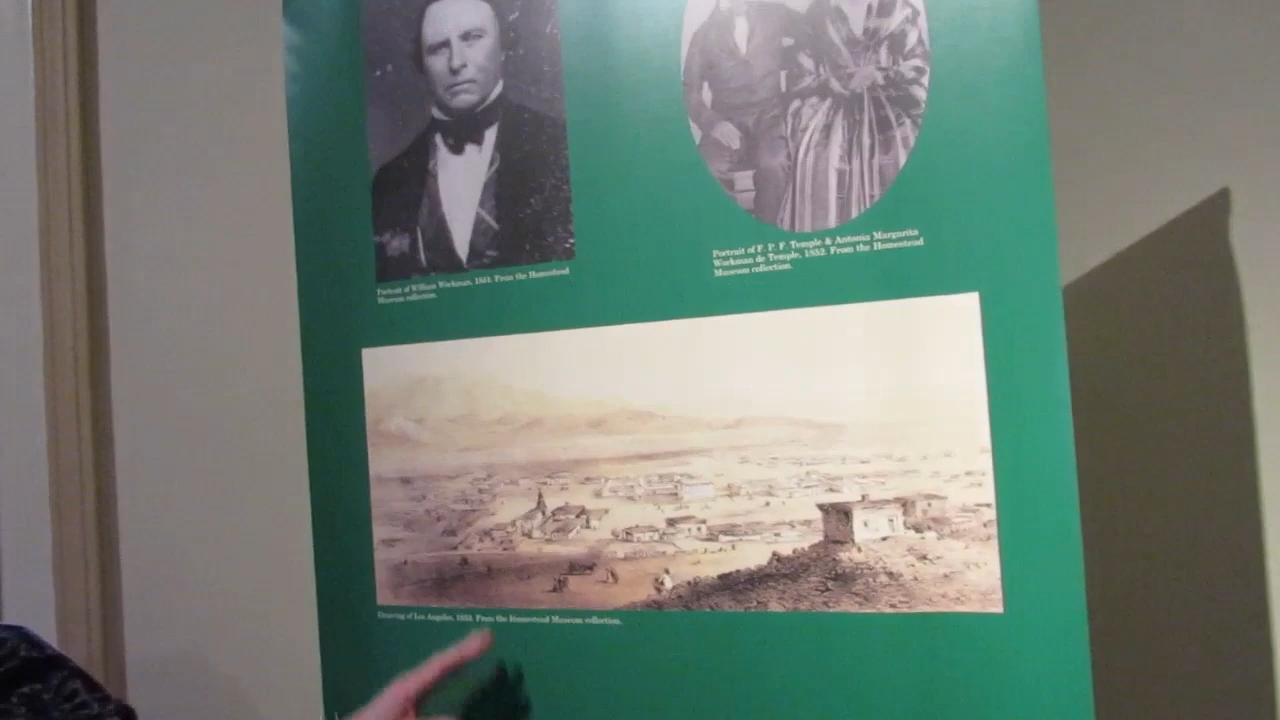 Portrait of William Workman, 1851. From the Homestead
Museum collection.
Portrait of F. P. F. Temple & Antonia Margarita
Workman de Temple, 1852. From the Homestead
Museum collection.
Drawing of Los Angeles, 1853. From the Homestead Museum collection.